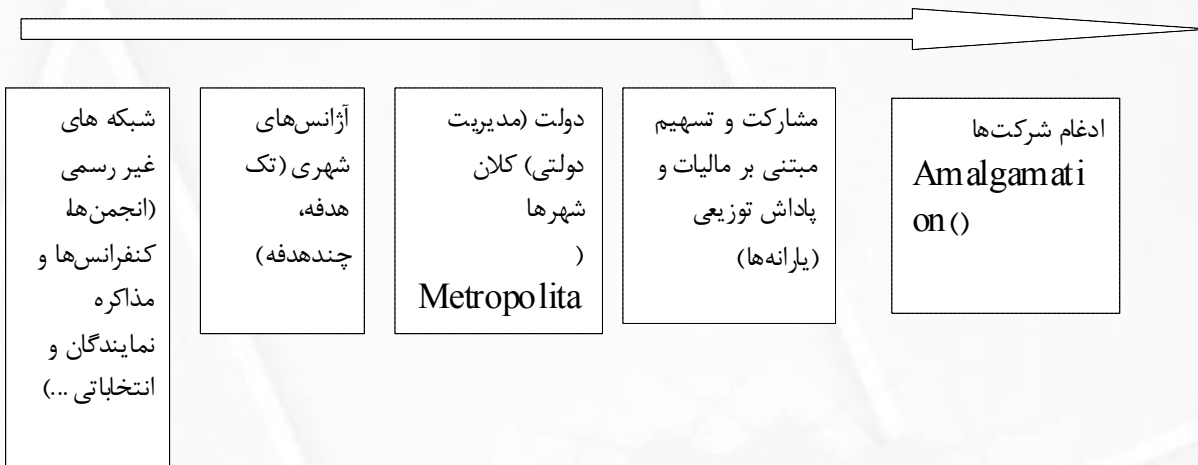 شبکه های
غیر رسمی
(انجمن‌ها،
کنفرانس‌ها و
مذاکره
نمایندگان و
انتخاباتی ...)
آژانس‌های
شهری (تک
هدفه،
چندهدفه)
دولت (مدیریت
دولتی) کلان
شهرها
(
Metropolita
مشارکت و تسهیم
مبتنی بر مالیات و
پاداش توزیعی
(یارانه‌ها)
ادغام شرکت‌ها
Amalgamati
on ()